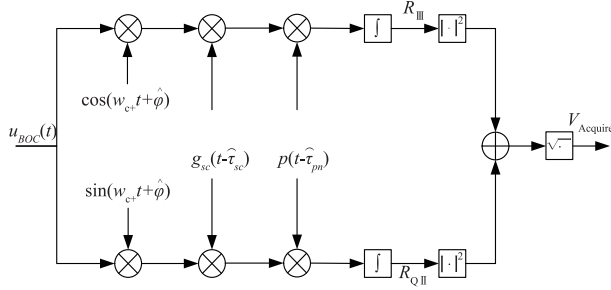 ∫
R_III
|·|²
cos(w_c+ t+φ̂)
u_BOC(t)
g_sc(t-τ̂_sc)
p(t-τ̂_pn)
√·
V_Acquire
sin(w_c+ t+φ̂)
∫
R_QII
|·|²